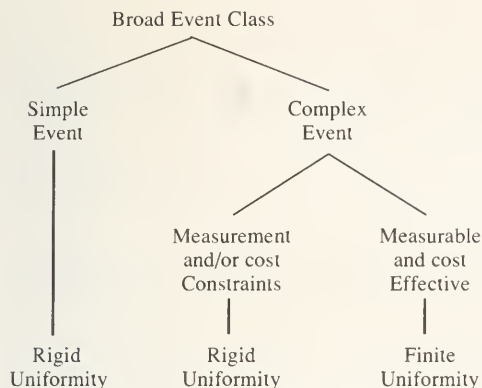 Broad Event Class
Simple
Event
Complex
Event
Measurement
and/or cost
Constraints
Measurable
and cost
Effective
Rigid
Uniformity
Rigid
Uniformity
Finite
Uniformity